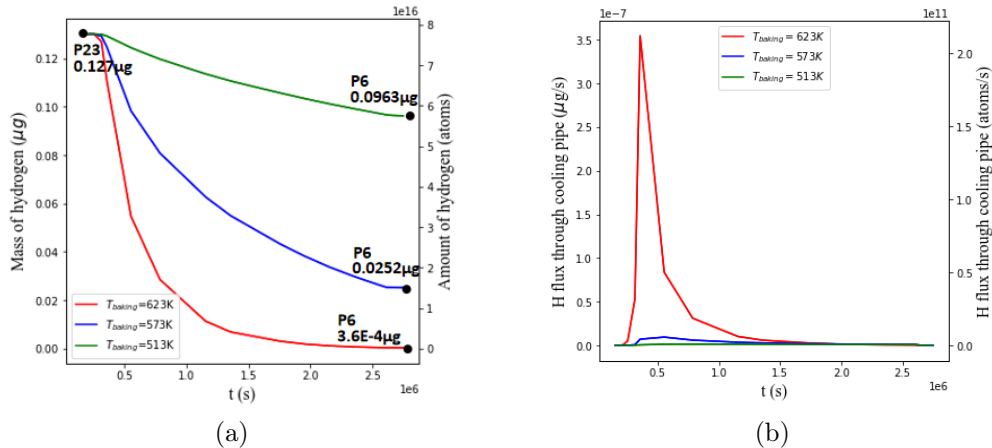 1e16
0.12
0.10
0.08
0.06
0.04
0.02
0.00
Mass of hydrogen (μg)
P23
0.127μg
P6
0.0963μg
P6
0.0252μg
P6
3.6E-4μg
T_baking=623K
T_baking=573K
T_baking=513K
8
7
6
5
4
3
2
1
0
Amount of hydrogen (atoms)
0.5
1.0
1.5
2.0
2.5
1e6
t (s)
(a)
1e-7
1e11
3.5
3.0
2.5
2.0
1.5
1.0
0.5
0.0
H flux through cooling pipe (μg/s)
T_baking = 623K
T_baking = 573K
T_baking = 513K
2.0
1.5
1.0
0.5
0.0
H flux through cooling pipe (atoms/s)
0.5
1.0
1.5
2.0
2.5
1e6
t (s)
(b)